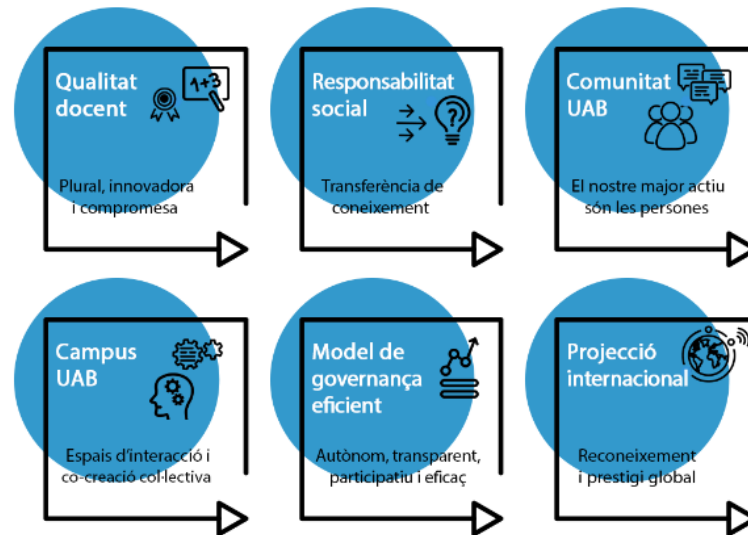 Qualitat
docent
1+3
Plural, innovadora
i compromesa
Responsabilitat
social
?
Transferència de
coneixement
Comunitat
UAB
El nostre major actiu
són les persones
Campus
UAB
Espais d'interacció i
co-creació col·lectiva
Model de
governança
eficient
Autònom, transparent,
participatiu i eficaç
Projecció
internacional
Reconeixement
i prestigi global